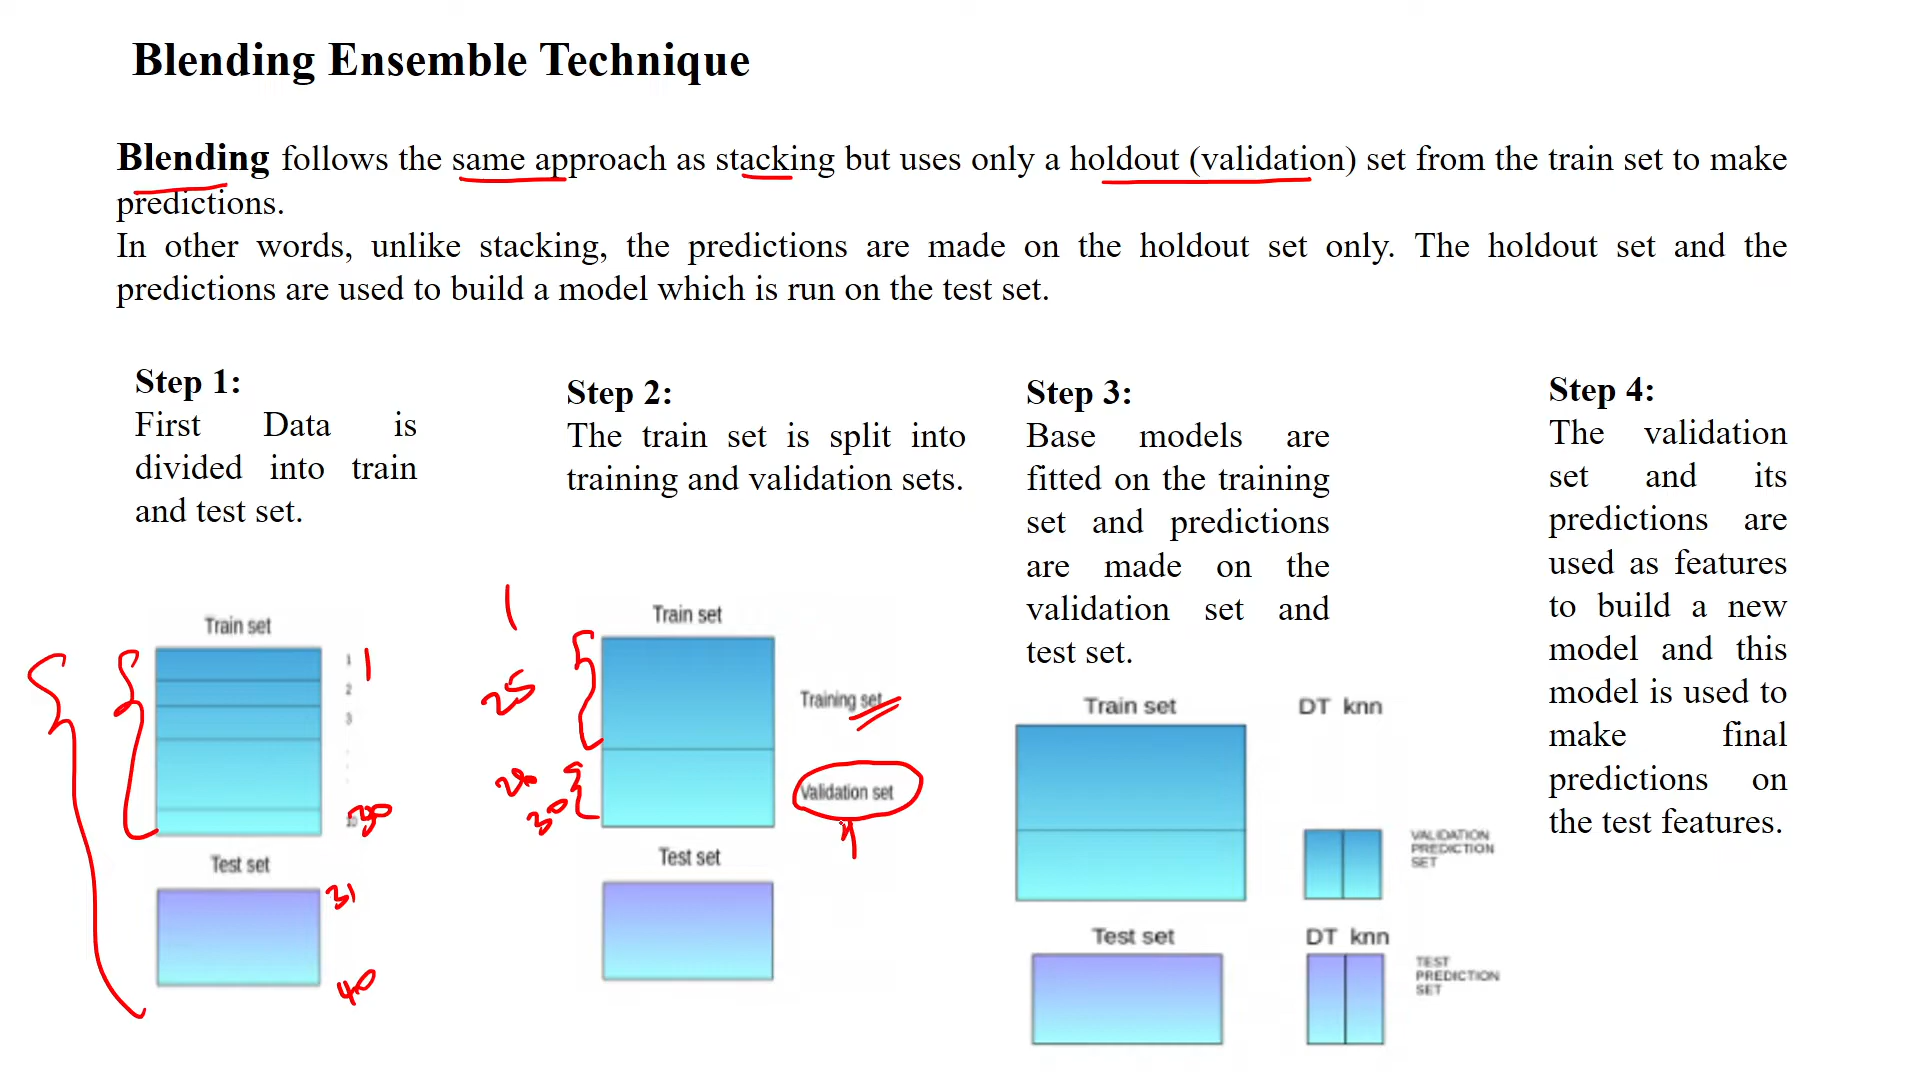 Blending Ensemble Technique
Blending follows the same approach as stacking but uses only a holdout (validation) set from the train set to make
predictions.
In other words, unlike stacking, the predictions are made on the holdout set only. The holdout set and the
predictions are used to build a model which is run on the test set.
Step 1:
First Data is
divided into train
and test set.
Train set
1
1
2
3
10
30
Test set
31
40
Step 2:
The train set is split into
training and validation sets.
1
Train set
25
Training set
26
30
Validation set
Test set
Step 3:
Base models are
fitted on the training
set and predictions
are made on the
validation set and
test set.
Train set
DT knn
VALIDATION
PREDICTION
SET
Test set
DT knn
TEST
PREDICTION
SET
Step 4:
The validation
set and its
predictions are
used as features
to build a new
model and this
model is used to
make final
predictions on
the test features.